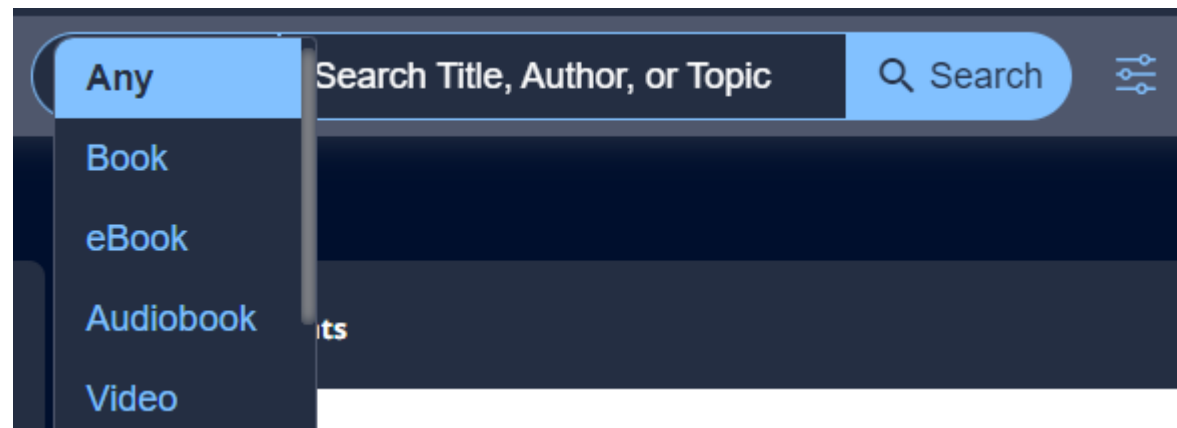 Any
Search Title, Author, or Topic
Search
Book
eBook
Audiobook
Video